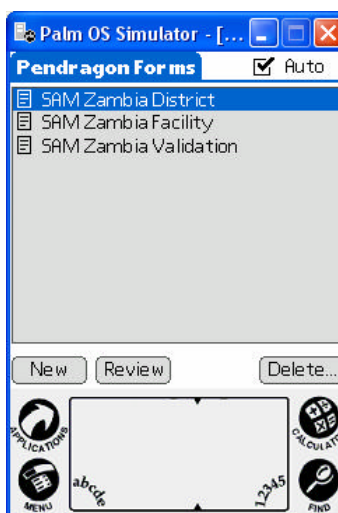 Palm OS Simulator - [...
Pendragon Forms Auto
SAM Zambia District
SAM Zambia Facility
SAM Zambia Validation
New Review Delete...
APPLICATIONS CALCULATOR
MENU abcde 12345 FIND